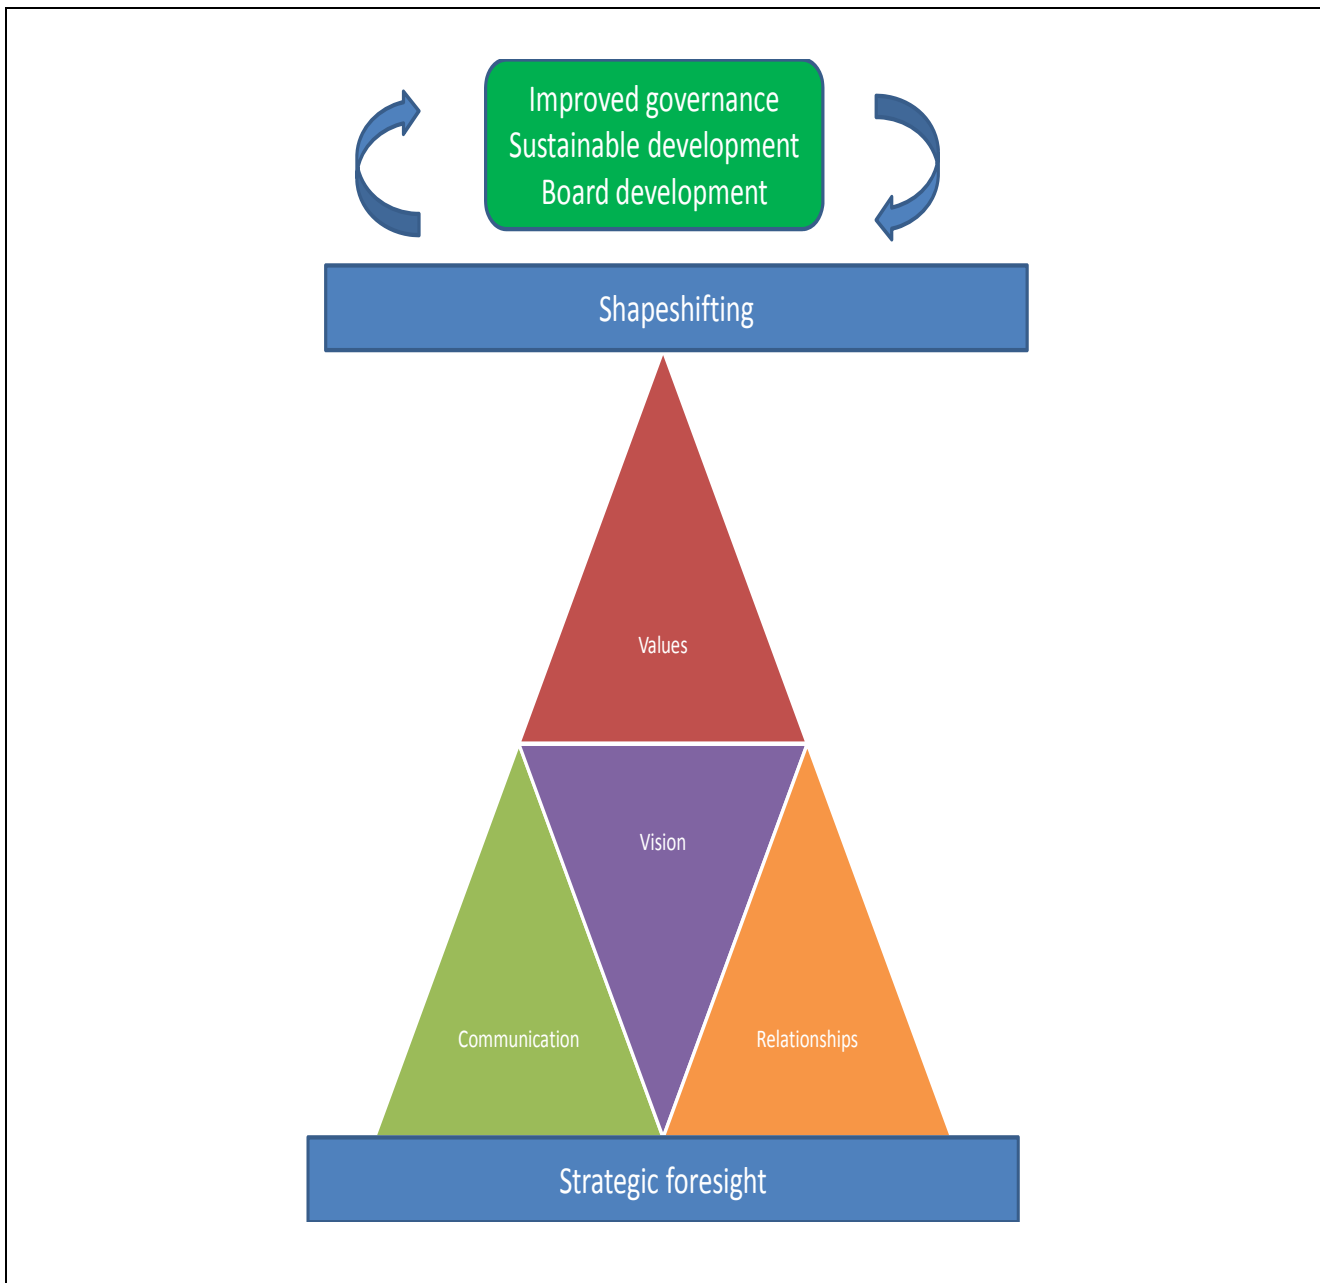 Improved governance
Sustainable development
Board development
Shapeshifting
Values
Vision
Communication
Relationships
Strategic foresight